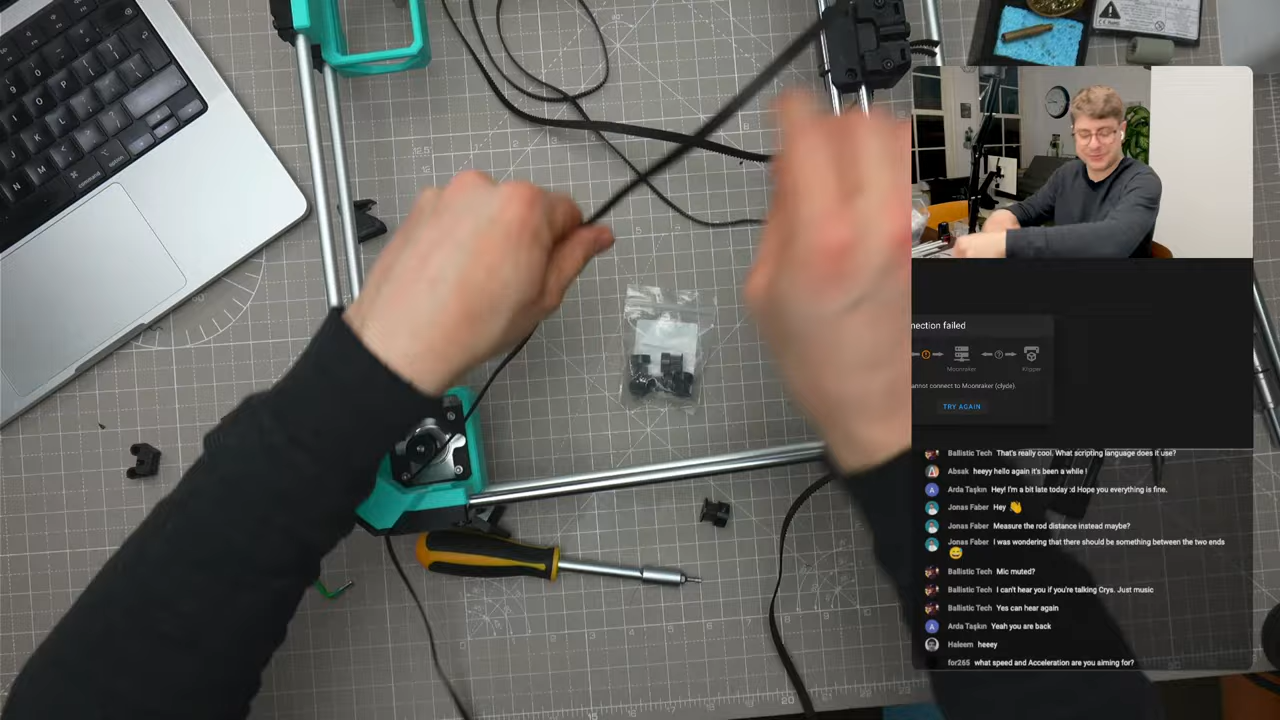 nection failed
Moonraker
Klipper
annot connect to Moonraker (clyde).
TRY AGAIN
Ballistic Tech That's really cool. What scripting language does it use?
Absak heeyy hello again it's been a while !
Arda Taşkın Hey! I'm a bit late today :d Hope you everything is fine.
Jonas Faber Hey 👋
Jonas Faber Measure the rod distance instead maybe?
Jonas Faber I was wondering that there should be something between the two ends
😅
Ballistic Tech Mic muted?
Ballistic Tech I can't hear you if you're talking Crys. Just music
Ballistic Tech Yes can hear again
Arda Taşkın Yeah you are back
Haleem heeey
for265 what speed and Acceleration are you aiming for?